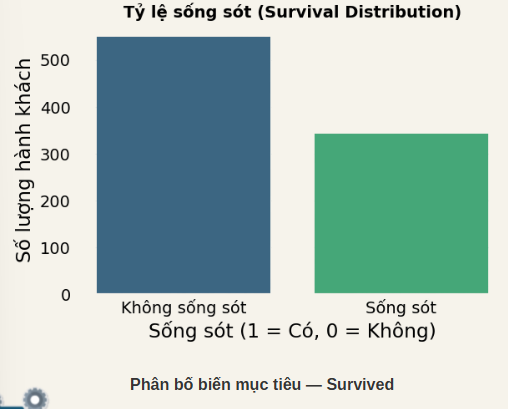 Tỷ lệ sống sót (Survival Distribution)
Số lượng hành khách
500
400
300
200
100
0
Không sống sót
Sống sót
Sống sót (1 = Có, 0 = Không)
Phân bố biến mục tiêu — Survived